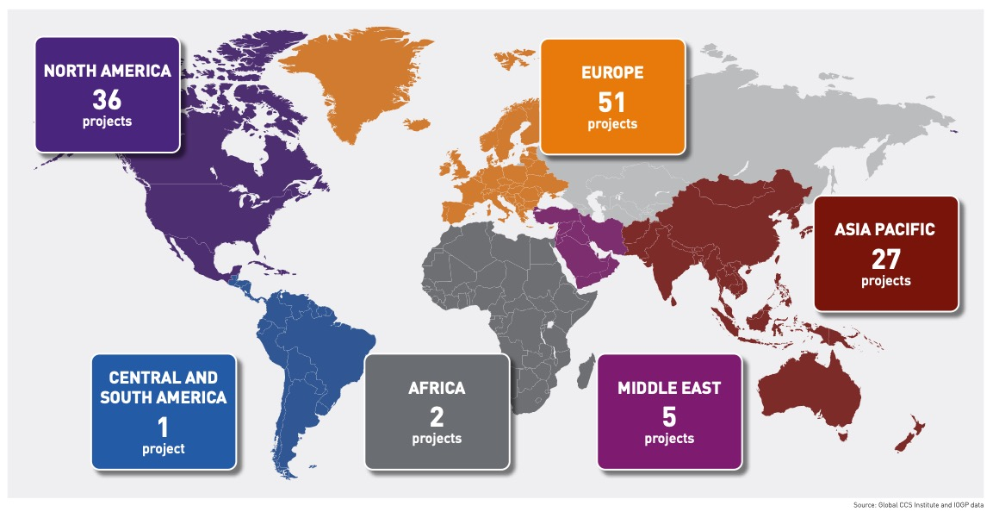 NORTH AMERICA
36
projects
EUROPE
51
projects
ASIA PACIFIC
27
projects
CENTRAL AND
SOUTH AMERICA
1
project
AFRICA
2
projects
MIDDLE EAST
5
projects
Source: Global CCS Institute and IOGP data